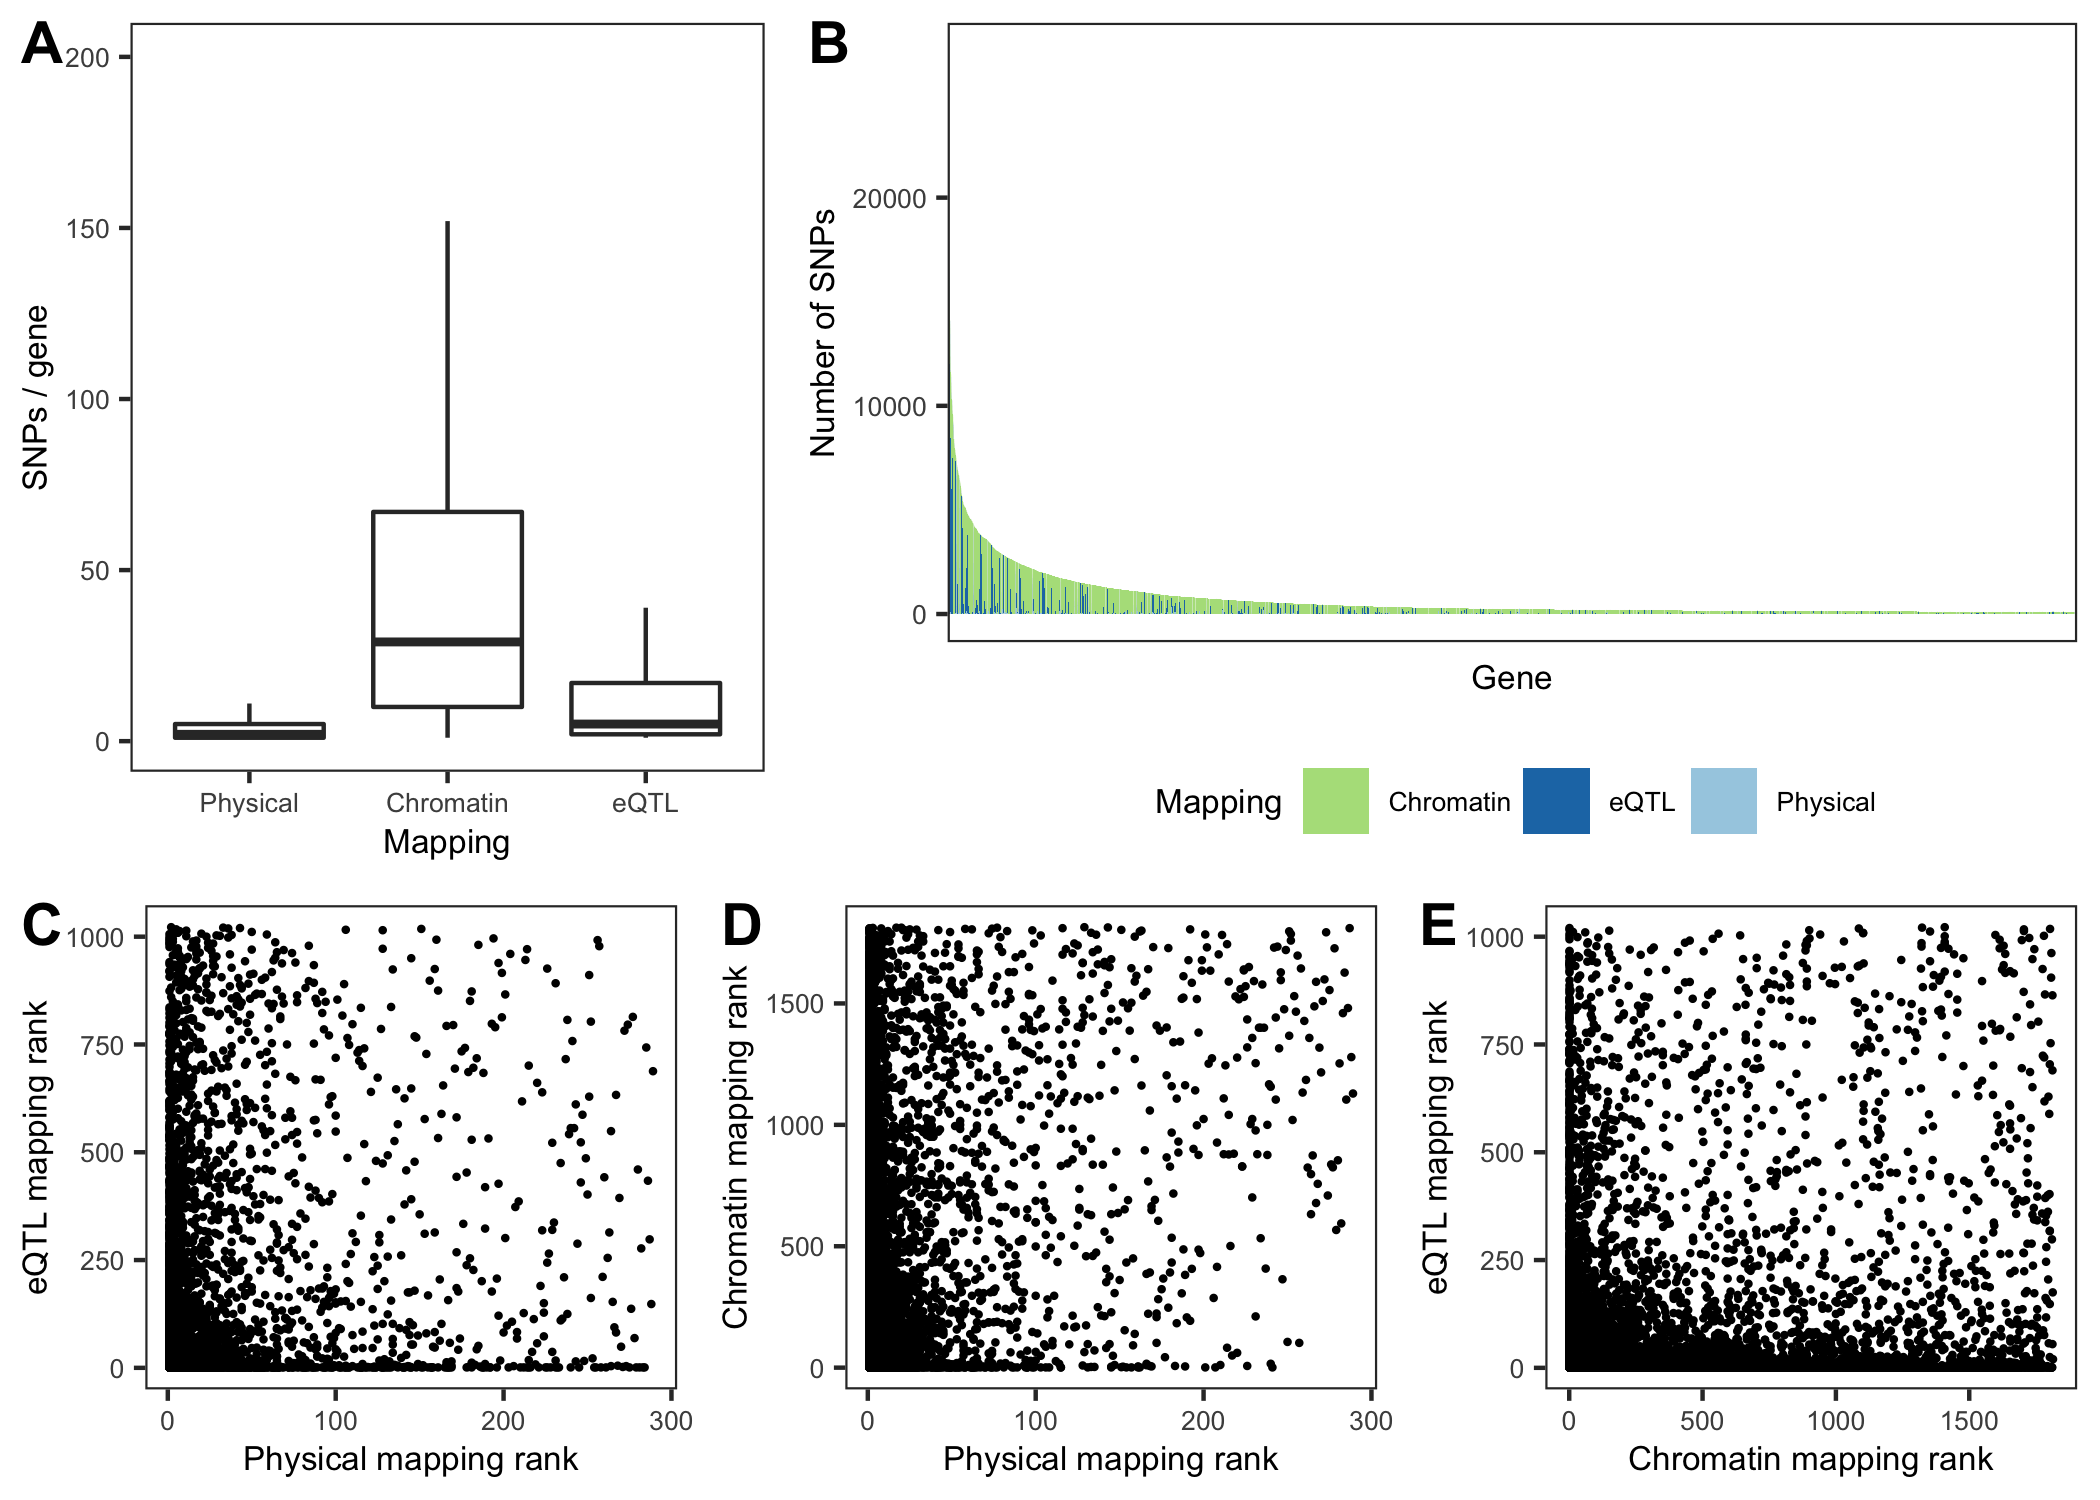 A
200
150
100
50
0
SNPs / gene
Physical Chromatin eQTL
Mapping
B
20000
10000
0
Number of SNPs
Gene
Mapping Chromatin eQTL Physical
C
1000
750
500
250
0
eQTL mapping rank
0 100 200 300
Physical mapping rank
D
1500
1000
500
0
Chromatin mapping rank
0 100 200 300
Physical mapping rank
E
1000
750
500
250
0
eQTL mapping rank
0 500 1000 1500
Chromatin mapping rank